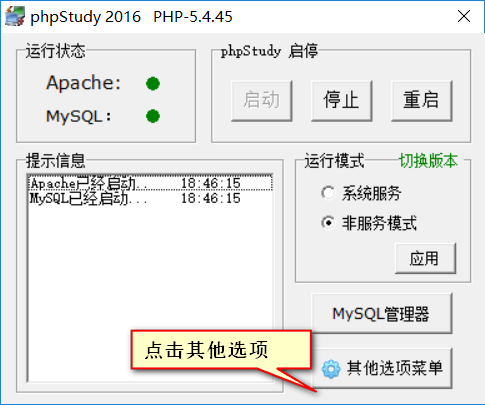 phpStudy 2016 PHP-5.4.45
运行状态
Apache:
MySQL:
phpStudy 启停
启动 停止 重启
提示信息
Apache已经启动... 18:46:15
MySQL已经启动... 18:46:15
运行模式 切换版本
系统服务
非服务模式
应用
MySQL管理器
点击其他选项
其他选项菜单